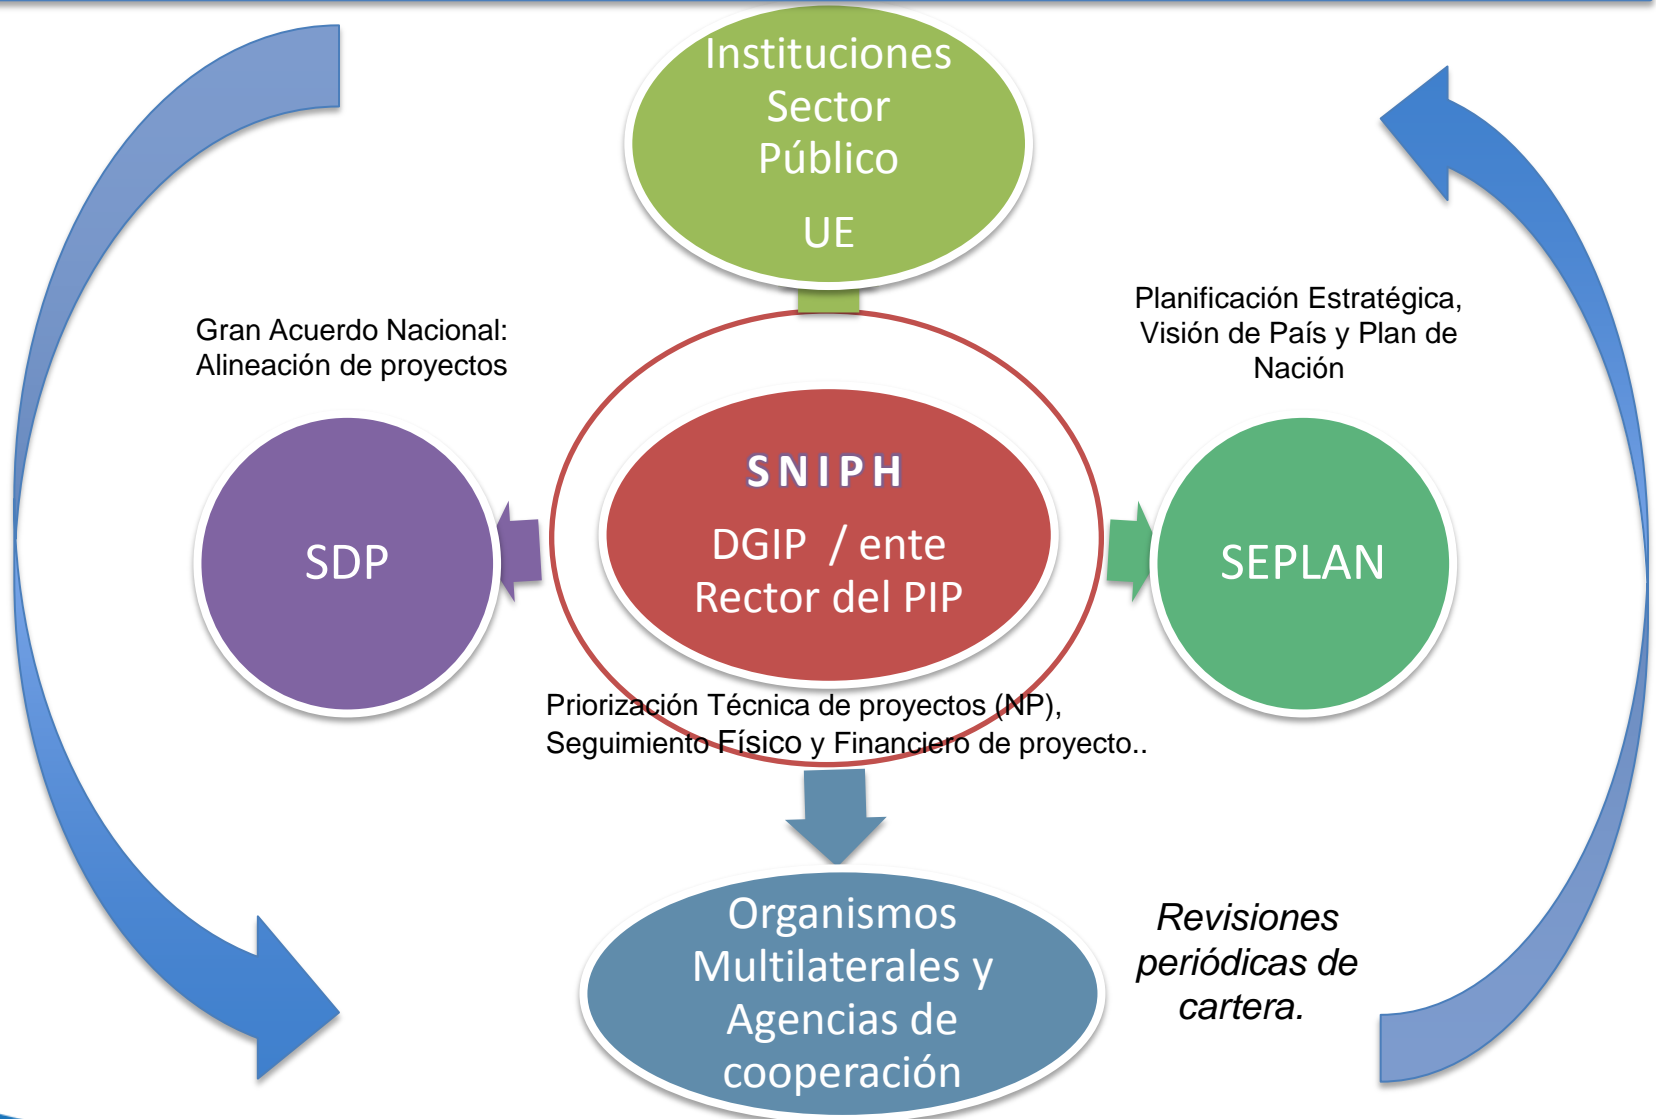 Instituciones
Sector
Público
UE
Gran Acuerdo Nacional:
Alineación de proyectos
Planificación Estratégica,
Visión de País y Plan de
Nación
SDP
SNIPH
DGIP / ente
Rector del PIP
SEPLAN
Priorización Técnica de proyectos (NP),
Seguimiento Físico y Financiero de proyecto..
Organismos
Multilaterales y
Agencias de
cooperación
Revisiones
periódicas de
cartera.